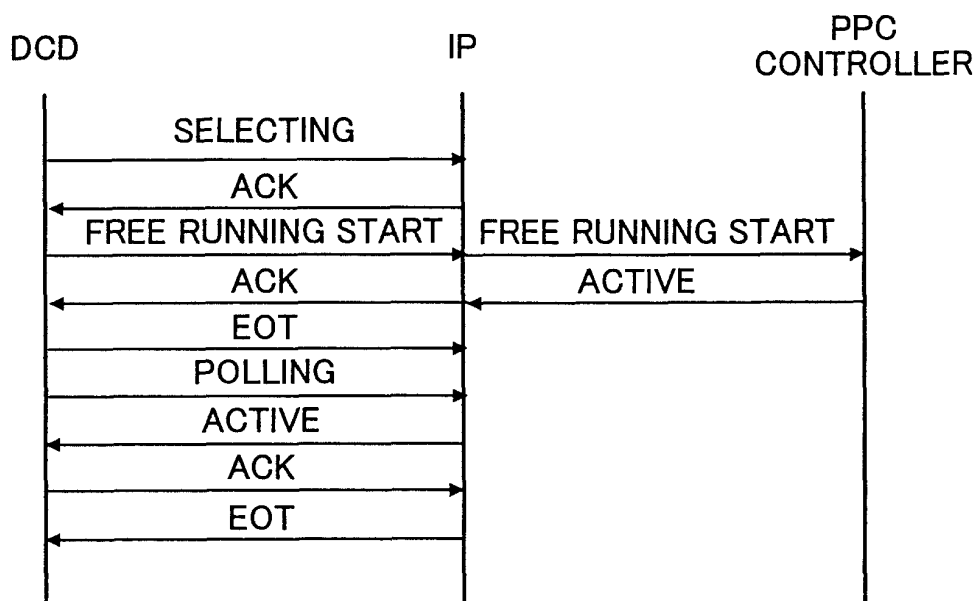 DCD
IP
PPC
CONTROLLER
SELECTING
ACK
FREE RUNNING START
FREE RUNNING START
ACK
ACTIVE
EOT
POLLING
ACTIVE
ACK
EOT